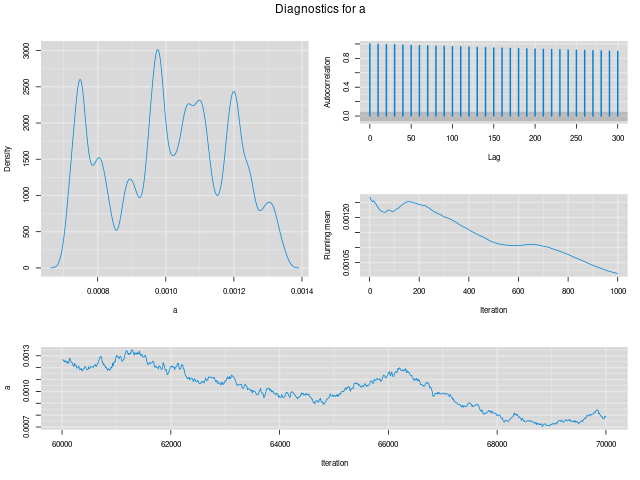 Diagnostics for a
Density
0 500 1000 1500 2000 2500 3000
0.0008 0.0010 0.0012 0.0014
a
Autocorrelation
0.0 0.4 0.8
0 50 100 150 200 250 300
Lag
Running mean
0.00105 0.00120
0 200 400 600 800 1000
Iteration
a
0.0007 0.0010 0.0013
60000 62000 64000 66000 68000 70000
Iteration